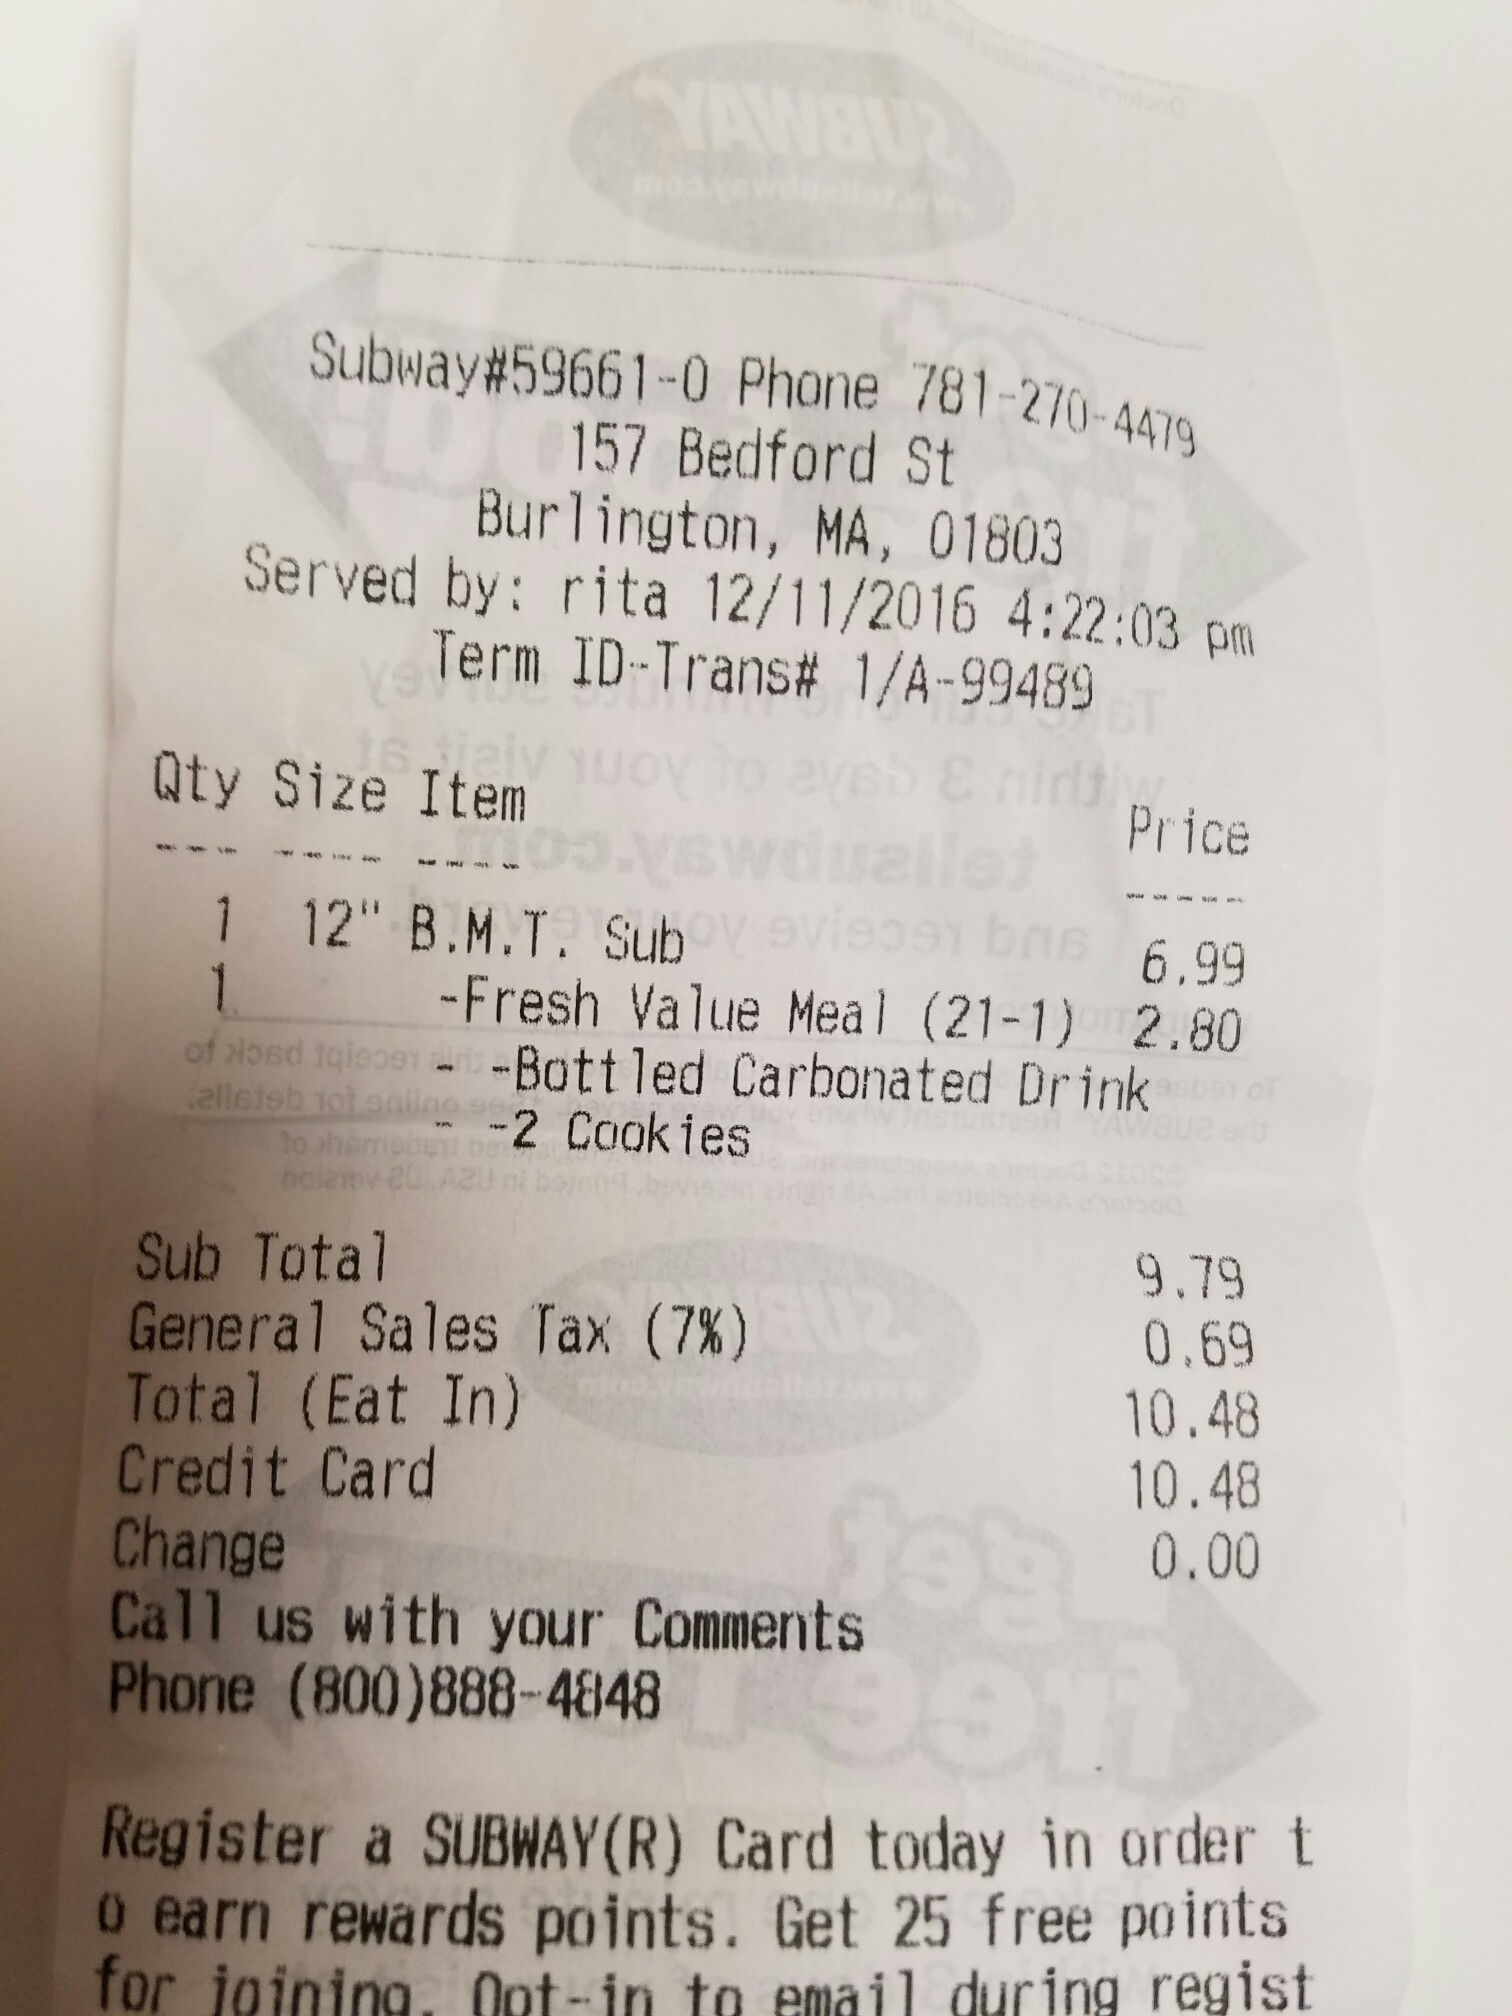 Subway#59661-0 Phone 781-270-4479
157 Bedford St
Burlington, MA, 01803
Served by: rita 12/11/2016 4:22:03 pm
Term ID-Trans# 1/A-99489
Qty Size Item Price
--- ---- ---- -----
1 12" B.M.T. Sub 6.99
1 -Fresh Value Meal (21-1) 2.80
- -Bottled Carbonated Drink
- -2 Cookies
Sub Total 9.79
General Sales Tax (7%) 0.69
Total (Eat In) 10.48
Credit Card 10.48
Change 0.00
Call us with your Comments
Phone (800)888-4848
Register a SUBWAY(R) Card today in order t
o earn rewards points. Get 25 free points
for joining. Opt-in to email during regist